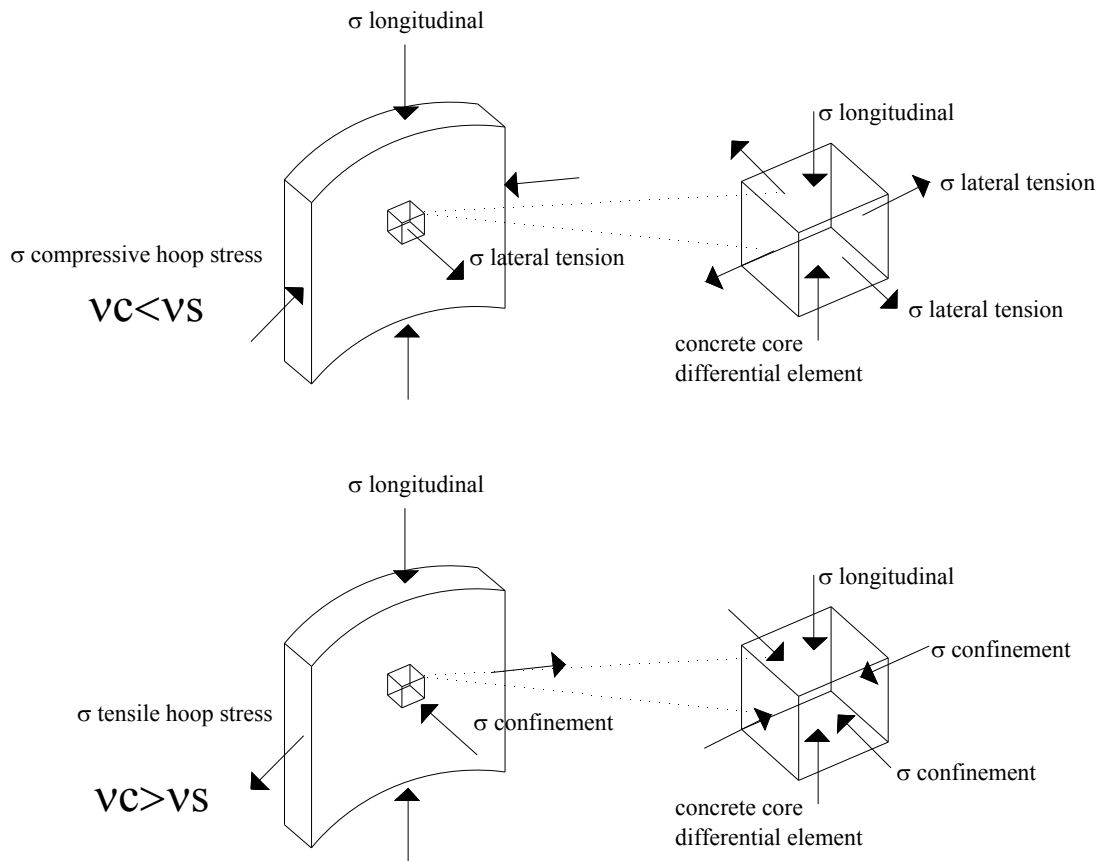 σ longitudinal
σ longitudinal
σ lateral tension
σ compressive hoop stress
σ lateral tension
νc<νs
σ lateral tension
concrete core
differential element
σ longitudinal
σ longitudinal
σ confinement
σ tensile hoop stress
σ confinement
σ confinement
νc>νs
concrete core
differential element